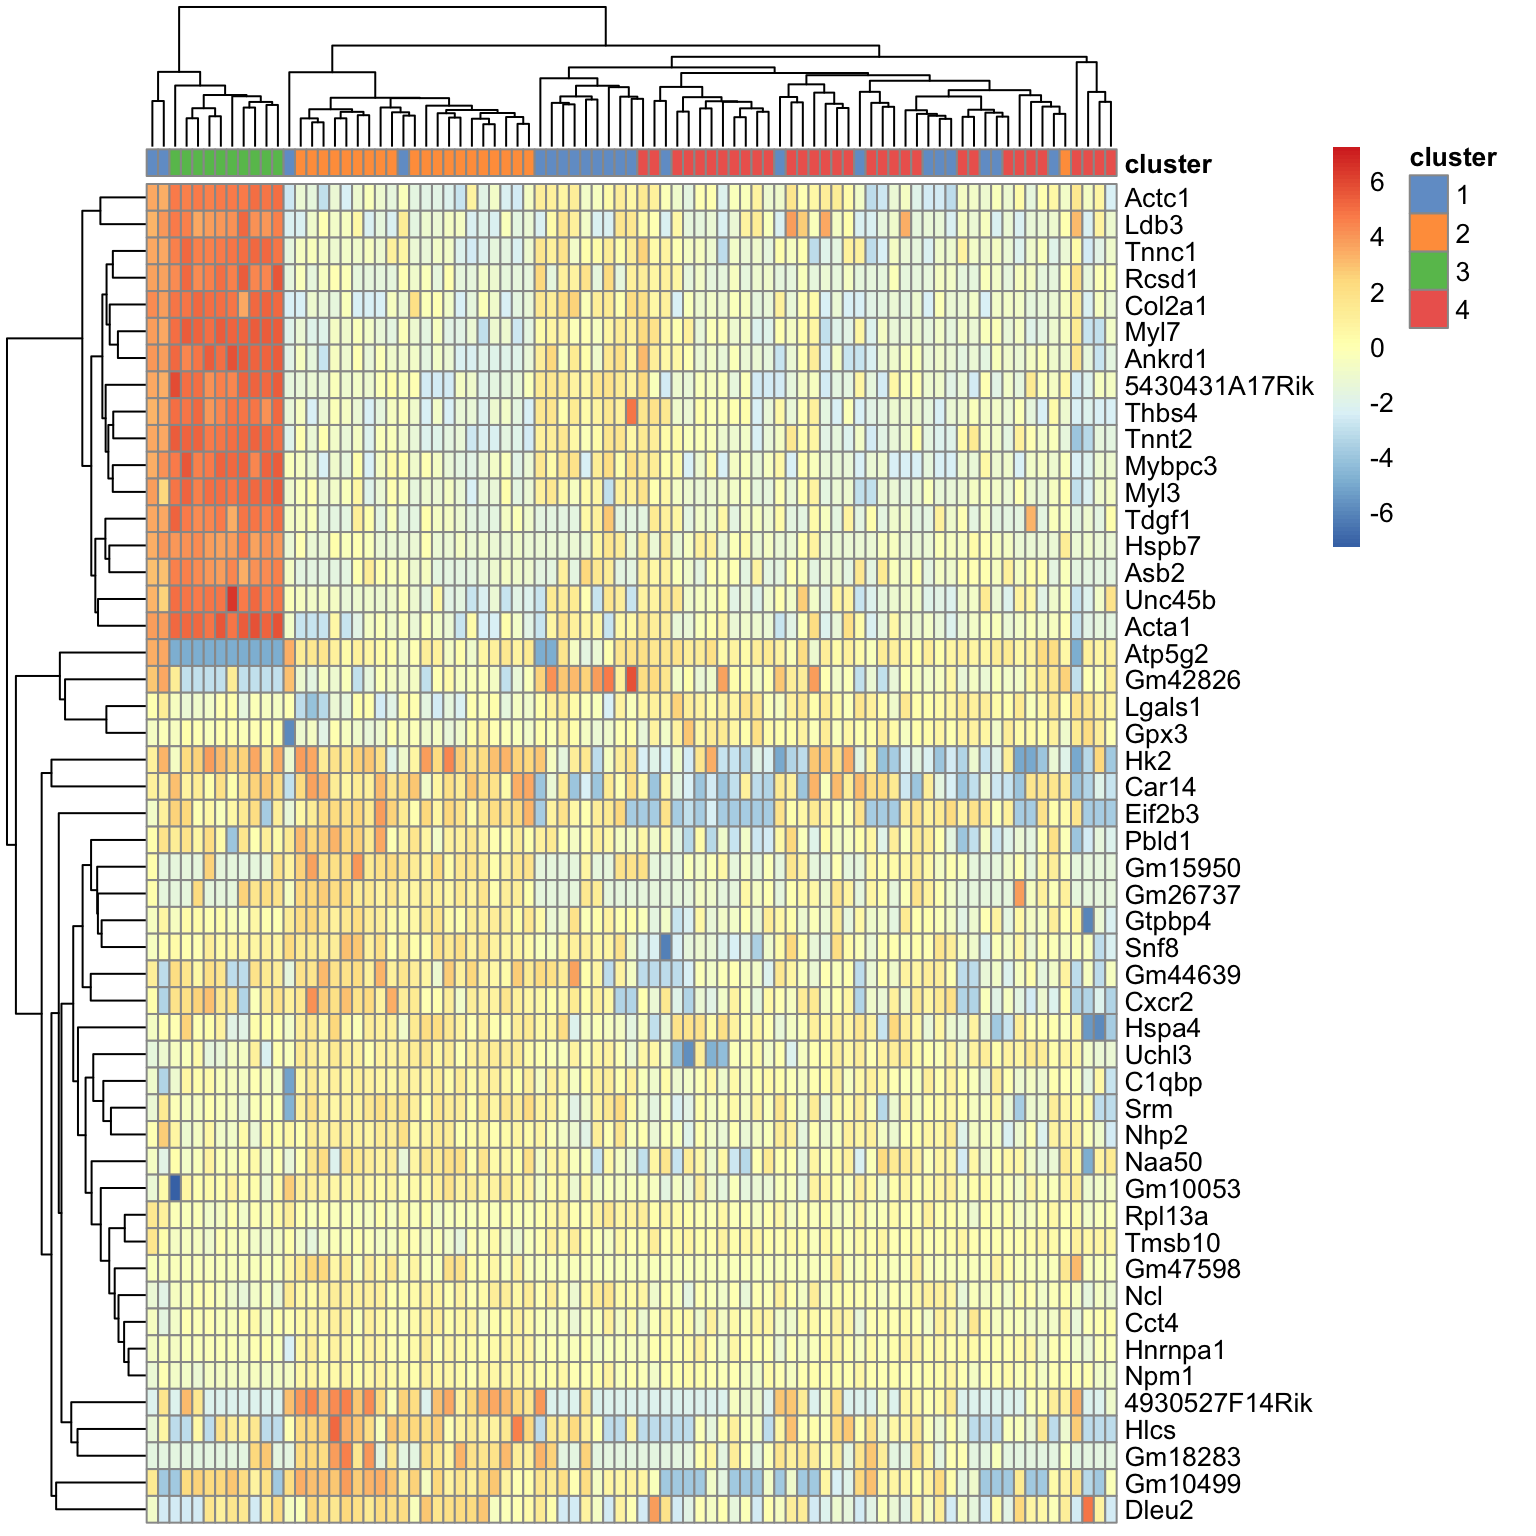 cluster
Actc1
Ldb3
Tnnc1
Rcsd1
Col2a1
Myl7
Ankrd1
5430431A17Rik
Thbs4
Tnnt2
Mybpc3
Myl3
Tdgf1
Hspb7
Asb2
Unc45b
Acta1
Atp5g2
Gm42826
Lgals1
Gpx3
Hk2
Car14
Eif2b3
Pbld1
Gm15950
Gm26737
Gtpbp4
Snf8
Gm44639
Cxcr2
Hspa4
Uchl3
C1qbp
Srm
Nhp2
Naa50
Gm10053
Rpl13a
Tmsb10
Gm47598
Ncl
Cct4
Hnrnpa1
Npm1
4930527F14Rik
Hlcs
Gm18283
Gm10499
Dleu2
6
4
2
0
-2
-4
-6
cluster
1
2
3
4